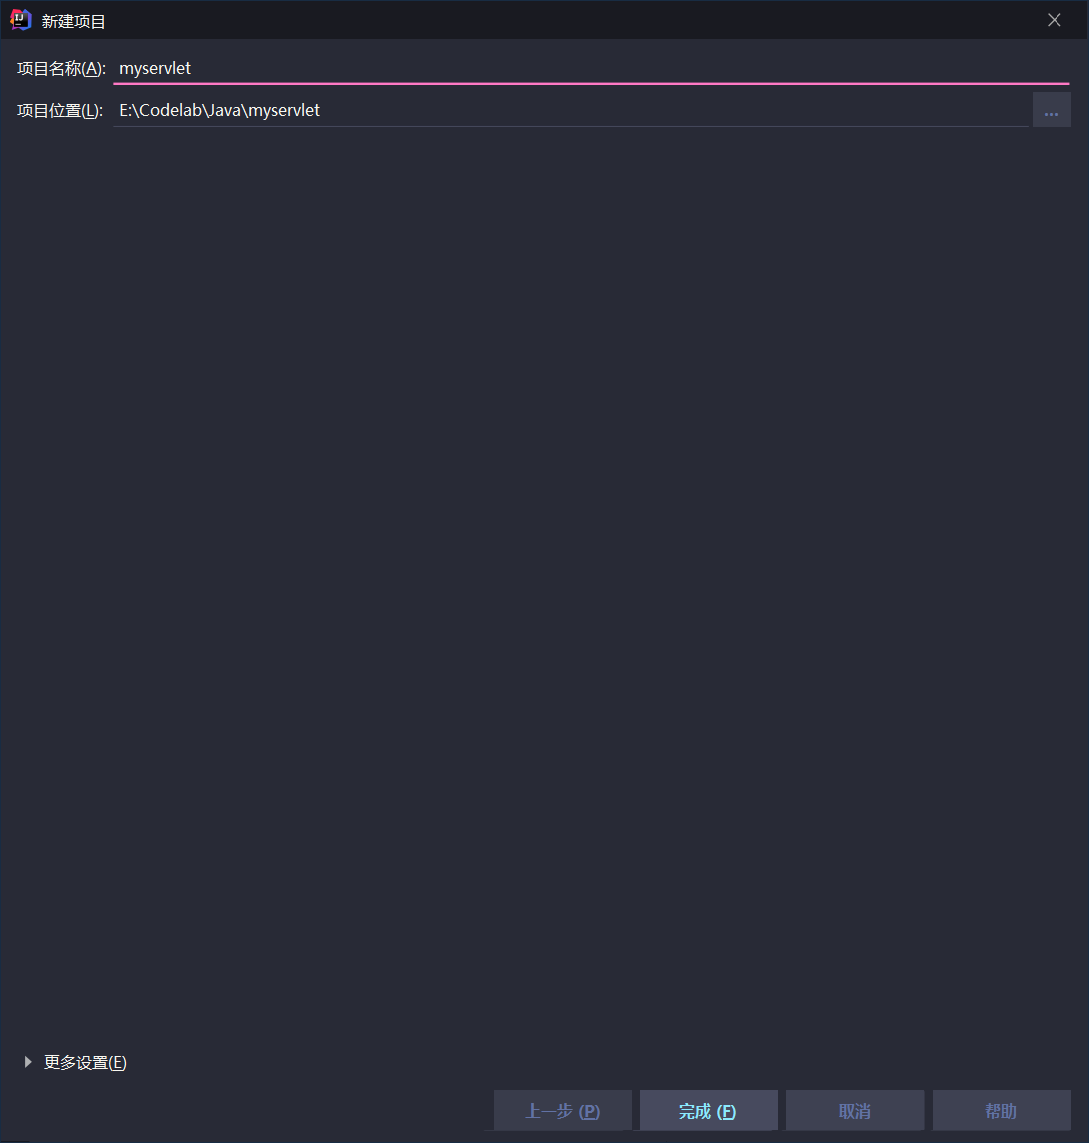 新建项目
项目名称(A): myservlet
项目位置(L): E:\Codelab\Java\myservlet ...
更多设置(E)
上一步 (P) 完成 (F) 取消 帮助